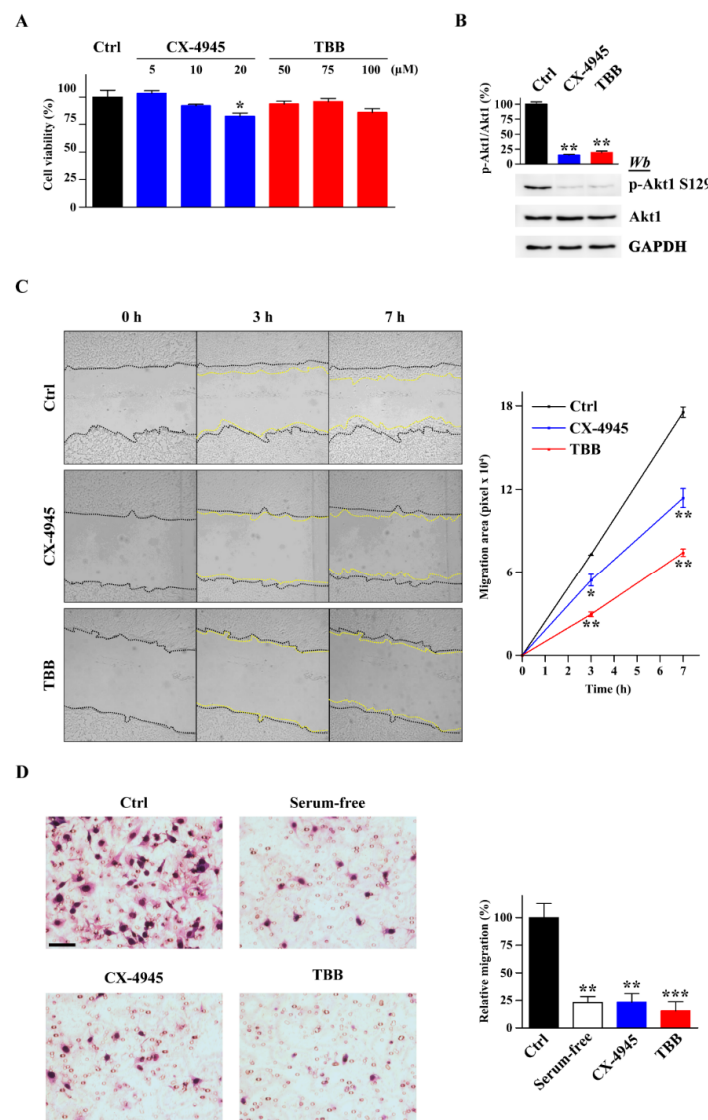 A
Ctrl CX-4945 TBB
5 10 20 50 75 100 (µM)
Cell viability (%)
100
75
25
0
*
B
Ctrl
CX-4945
TBB
p-Akt1/Akt1 (%)
100
75
50
25
0
** **
Wb
p-Akt1 S129
Akt1
GAPDH
C
0 h 3 h 7 h
Ctrl
CX-4945
TBB
Migration area (pixel x 10⁴)
18
12
6
0
Ctrl
CX-4945
TBB
*
**
**
**
0 1 2 3 4 5 6 7
Time (h)
D
Ctrl Serum-free
CX-4945 TBB
Relative migration (%)
100
75
50
25
0
** ** ***
Ctrl
Serum-free
CX-4945
TBB